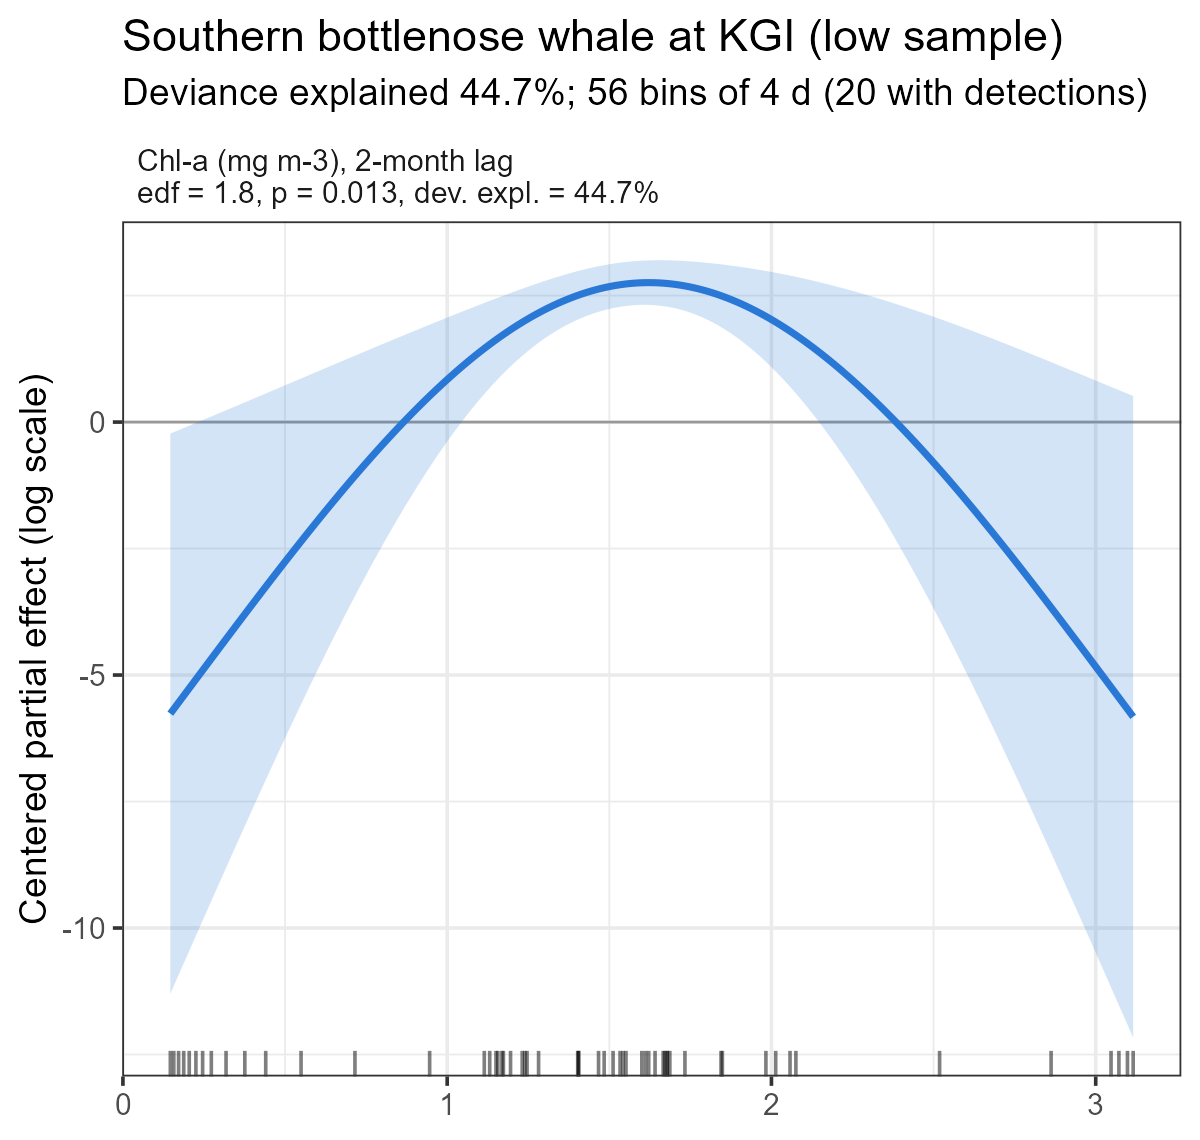 Southern bottlenose whale at KGI (low sample)
Deviance explained 44.7%; 56 bins of 4 d (20 with detections)
Chl-a (mg m-3), 2-month lag
edf = 1.8, p = 0.013, dev. expl. = 44.7%
Centered partial effect (log scale)
0
-5
-10
0
1
2
3